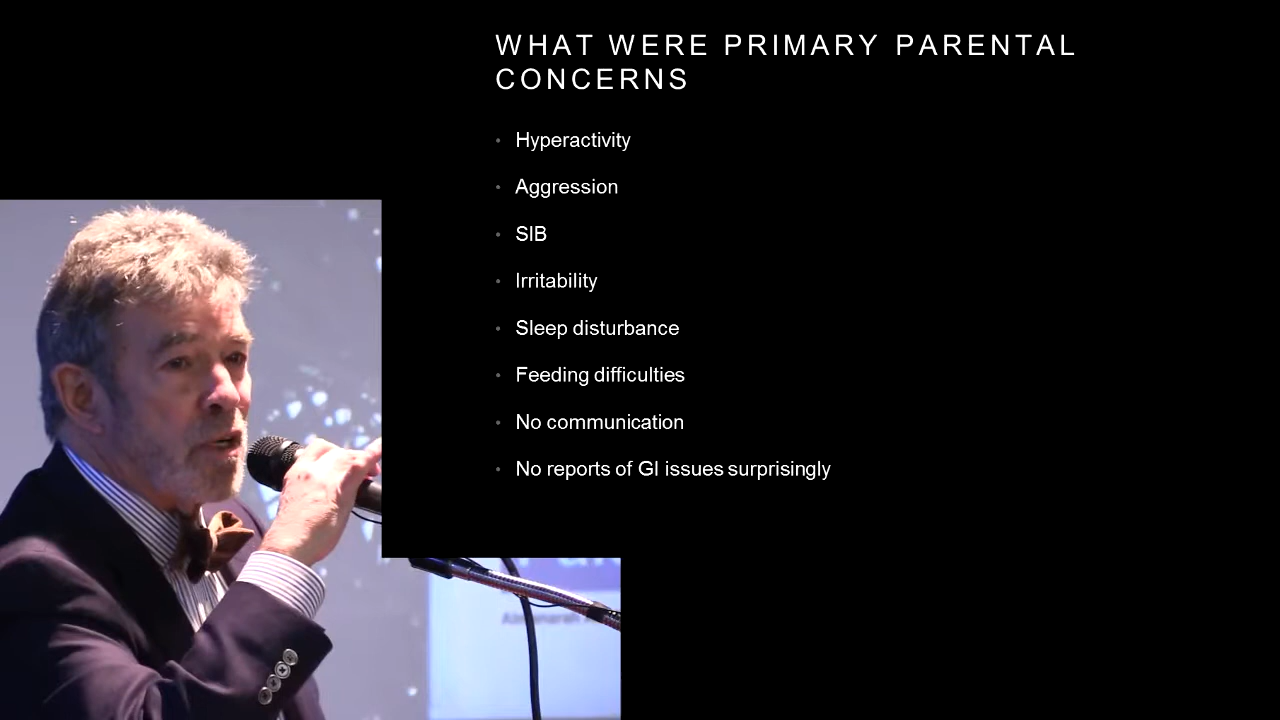 WHAT WERE PRIMARY PARENTAL
CONCERNS
• Hyperactivity
• Aggression
• SIB
• Irritability
• Sleep disturbance
• Feeding difficulties
• No communication
• No reports of GI issues surprisingly